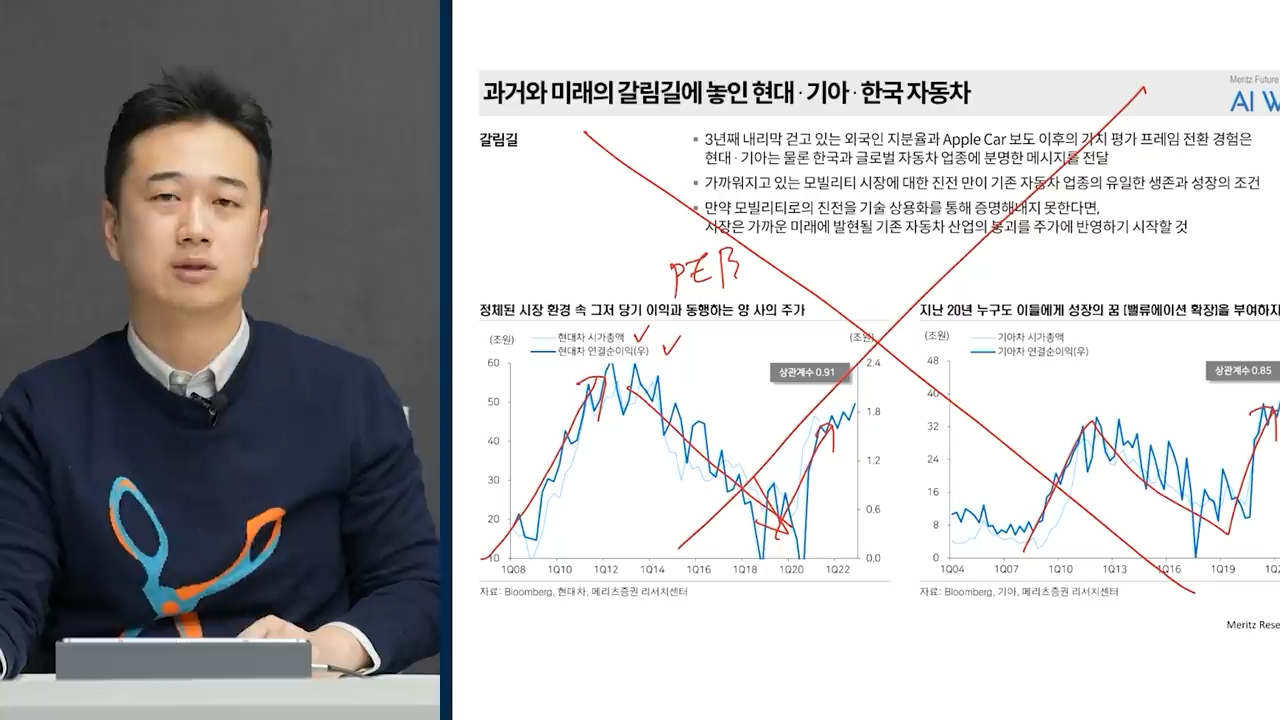 과거와 미래의 갈림길에 놓인 현대 · 기아 · 한국 자동차
Meritz Future
AI W
갈림길
▪ 3년째 내리막 걷고 있는 외국인 지분율과 Apple Car 보도 이후의 가치 평가 프레임 전환 경험은
현대 · 기아는 물론 한국과 글로벌 자동차 업종에 분명한 메시지를 전달
▪ 가까워지고 있는 모빌리티 시장에 대한 진전 만이 기존 자동차 업종의 유일한 생존과 성장의 조건
▪ 만약 모빌리티로의 진전을 기술 상용화를 통해 증명해내지 못한다면,
시장은 가까운 미래에 발현될 기존 자동차 산업의 붕괴를 주가에 반영하기 시작할 것
정체된 시장 환경 속 그저 당기 이익과 동행하는 양 사의 주가
(조원)
현대차 시가총액
현대차 연결순이익(우)
(조원)
상관계수 0.91
60
50
40
30
20
10
2.4
1.8
1.2
0.6
0.0
1Q08 1Q10 1Q12 1Q14 1Q16 1Q18 1Q20 1Q22
자료: Bloomberg, 현대차, 메리츠증권 리서치센터
지난 20년 누구도 이들에게 성장의 꿈 (밸류에이션 확장)을 부여하지
(조원)
기아차 시가총액
기아차 연결순이익(우)
상관계수 0.85
48
40
32
24
16
8
0
1Q04 1Q07 1Q10 1Q13 1Q16 1Q19 1Q2
자료: Bloomberg, 기아, 메리츠증권 리서치센터
Meritz Rese